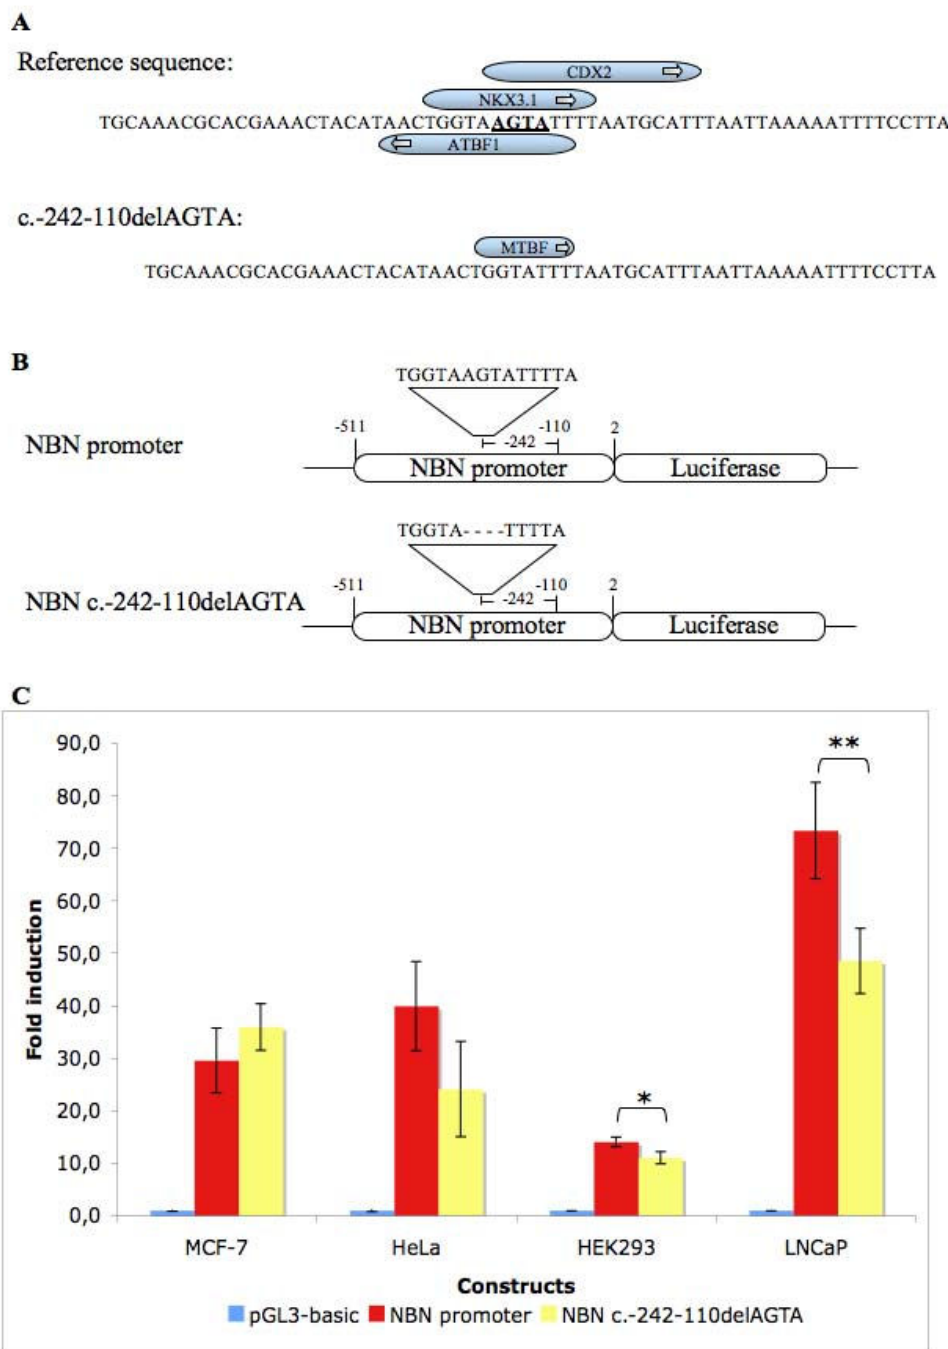 A
Reference sequence:
CDX2
NKX3.1
TGCAAACGCACGAAACTACATAACTGGTAAGTATTTTAATGCATTTAATTAAAAATTTTCCTTA
ATBF1
c.-242-110delAGTA:
MTBF
TGCAAACGCACGAAACTACATAACTGGTATTTTAATGCATTTAATTAAAAATTTTCCTTA
B
TGGTAAGTATTTTA
-511
-110
2
-242
NBN promoter
NBN promoter
Luciferase
TGGTA----TTTTA
-511
-110
2
-242
NBN c.-242-110delAGTA
NBN promoter
Luciferase
C
90,0
80,0
70,0
60,0
50,0
40,0
30,0
20,0
10,0
0,0
Fold induction
*
**
MCF-7 HeLa HEK293 LNCaP
Constructs
pGL3-basic NBN promoter NBN c.-242-110delAGTA